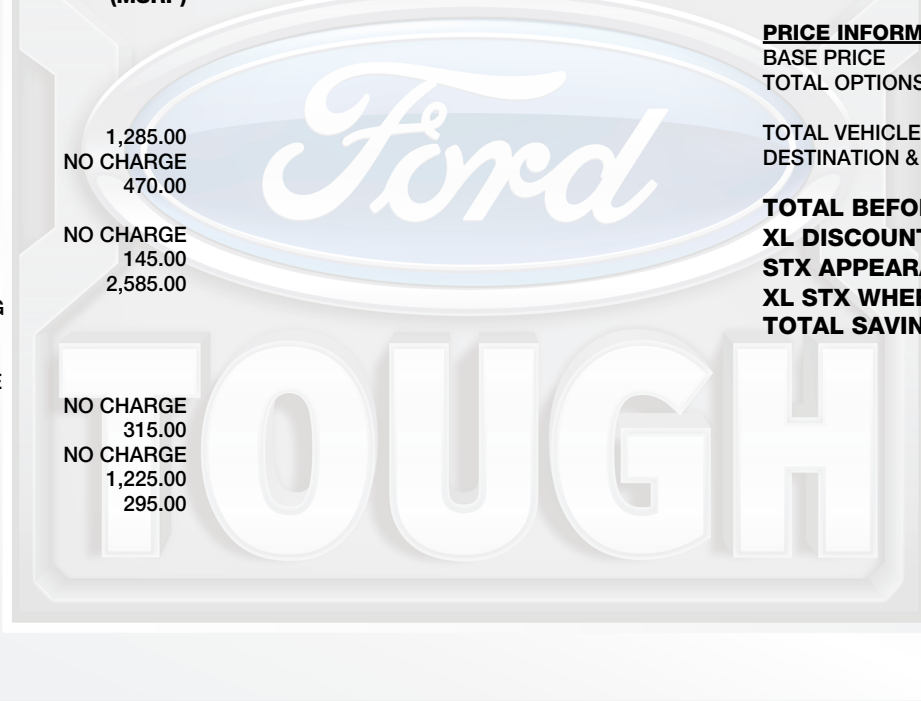 (MSRP)
1,285.00
NO CHARGE
470.00
NO CHARGE
145.00
2,585.00
G
E
NO CHARGE
315.00
NO CHARGE
1,225.00
295.00
PRICE INFORM
BASE PRICE
TOTAL OPTIONS
TOTAL VEHICLE
DESTINATION &
TOTAL BEFO
XL DISCOUNT
STX APPEAR
XL STX WHE
TOTAL SAVIN
Ford
TOUGH